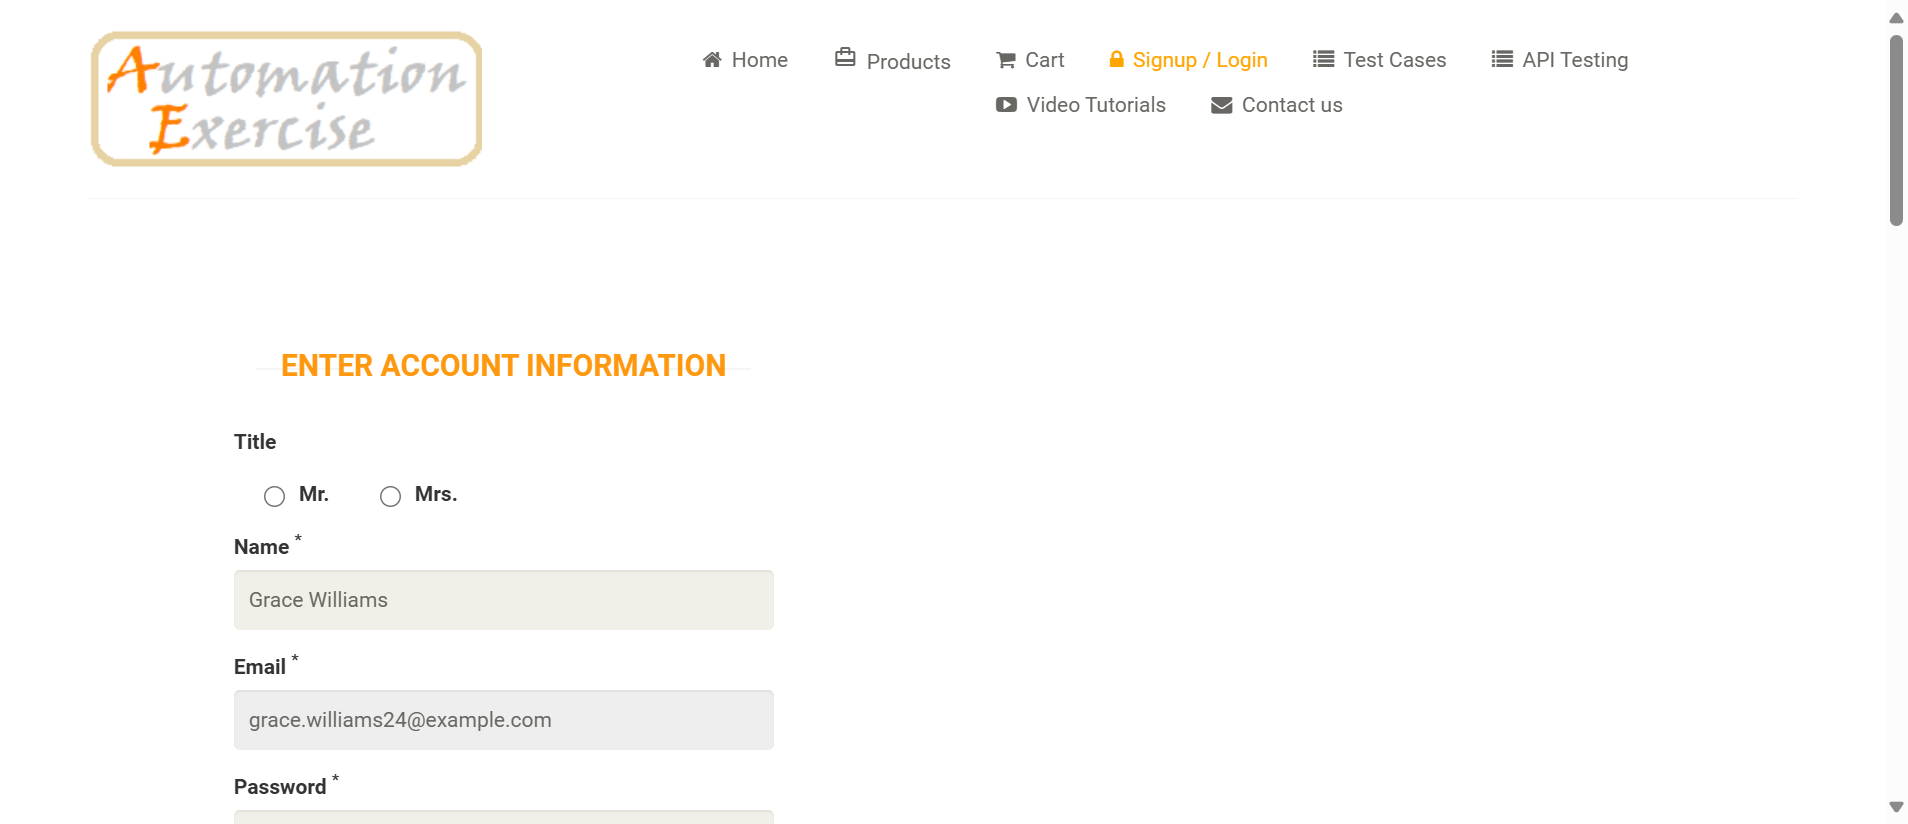 Automation
Exercise
Home
Products
Cart
Signup / Login
Test Cases
API Testing
Video Tutorials
Contact us
ENTER ACCOUNT INFORMATION
Title
Mr.
Mrs.
Name *
Grace Williams
Email *
grace.williams24@example.com
Password *